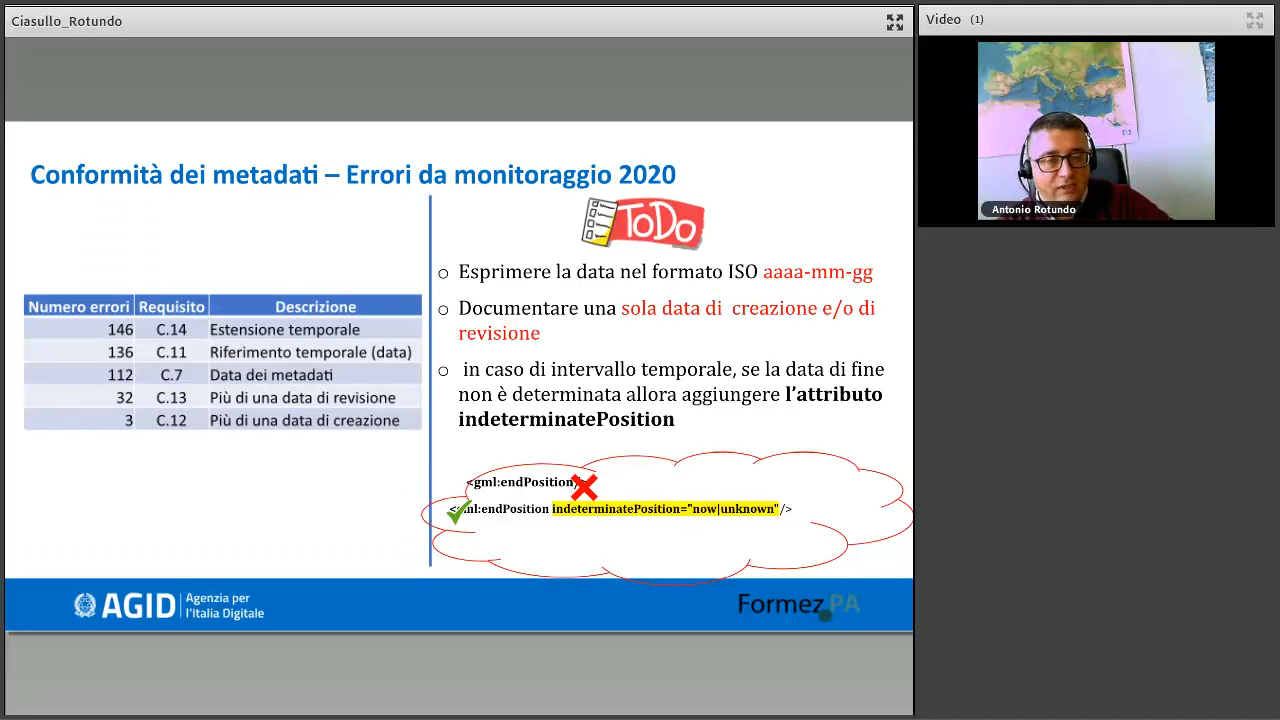 Ciasullo_Rotundo
Video (1)
Antonio Rotundo
Conformità dei metadati – Errori da monitoraggio 2020
ToDo
Numero errori Requisito Descrizione
146 C.14 Estensione temporale
136 C.11 Riferimento temporale (data)
112 C.7 Data dei metadati
32 C.13 Più di una data di revisione
3 C.12 Più di una data di creazione
o Esprimere la data nel formato ISO aaaa-mm-gg
o Documentare una sola data di creazione e/o di
revisione
o in caso di intervallo temporale, se la data di fine
non è determinata allora aggiungere l’attributo
indeterminatePosition
<gml:endPosition/>
<gml:endPosition indeterminatePosition="now|unknown"/>
AGID Agenzia per
l’Italia Digitale
Formez PA